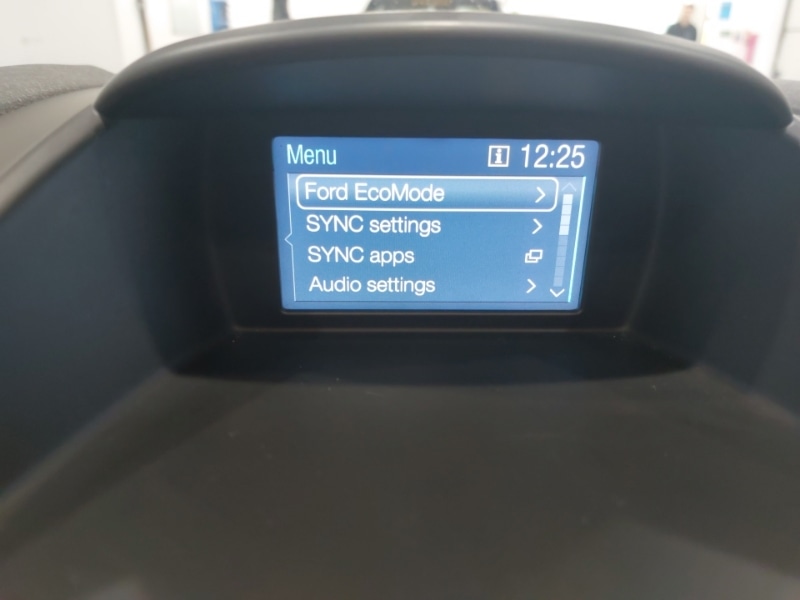 Menu 12:25
Ford EcoMode
SYNC settings
SYNC apps
Audio settings